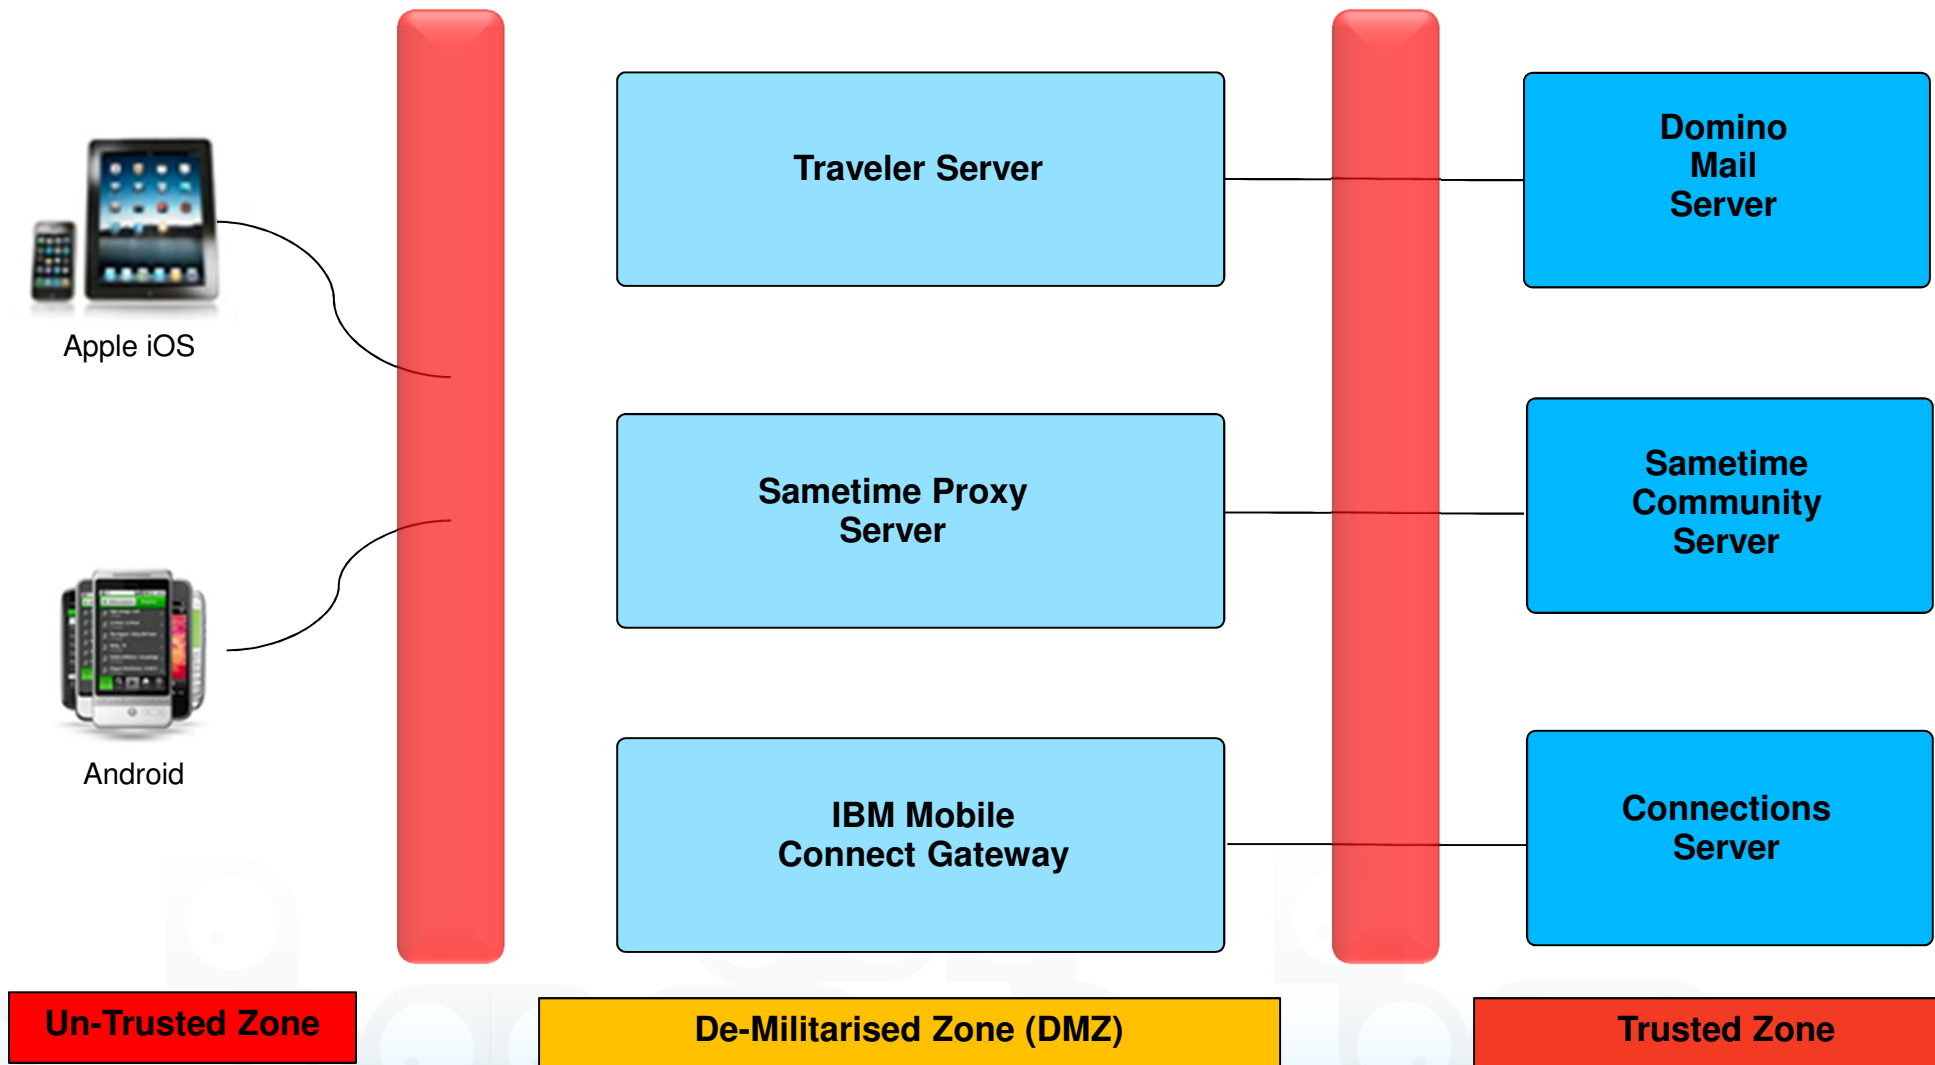 Apple iOS
Android
Traveler Server
Sametime Proxy
Server
IBM Mobile
Connect Gateway
Domino
Mail
Server
Sametime
Community
Server
Connections
Server
Un-Trusted Zone
De-Militarised Zone (DMZ)
Trusted Zone